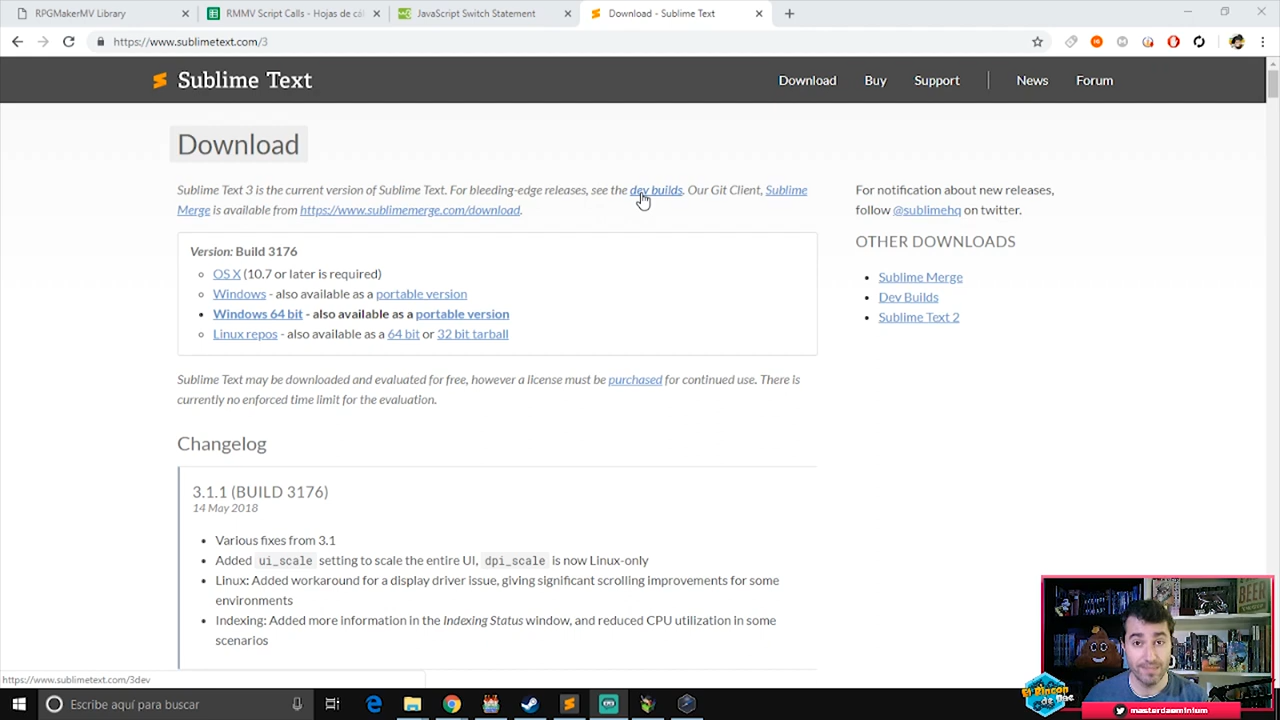 RPGMakerMV Library
RMMV Script Calls - Hojas de cál
JavaScript Switch Statement
Download - Sublime Text
https://www.sublimetext.com/3
Sublime Text
Download
Buy
Support
News
Forum
Download
Sublime Text 3 is the current version of Sublime Text. For bleeding-edge releases, see the dev builds. Our Git Client, Sublime
Merge is available from https://www.sublimemerge.com/download.
For notification about new releases,
follow @sublimehq on twitter.
OTHER DOWNLOADS
Sublime Merge
Dev Builds
Sublime Text 2
Version: Build 3176
OS X (10.7 or later is required)
Windows - also available as a portable version
Windows 64 bit - also available as a portable version
Linux repos - also available as a 64 bit or 32 bit tarball
Sublime Text may be downloaded and evaluated for free, however a license must be purchased for continued use. There is
currently no enforced time limit for the evaluation.
Changelog
3.1.1 (BUILD 3176)
14 May 2018
Various fixes from 3.1
Added ui_scale setting to scale the entire UI, dpi_scale is now Linux-only
Linux: Added workaround for a display driver issue, giving significant scrolling improvements for some
environments
Indexing: Added more information in the Indexing Status window, and reduced CPU utilization in some
scenarios
https://www.sublimetext.com/3dev
BEER
El Rincon
de Dae
masterdaeminium
Escribe aquí para buscar